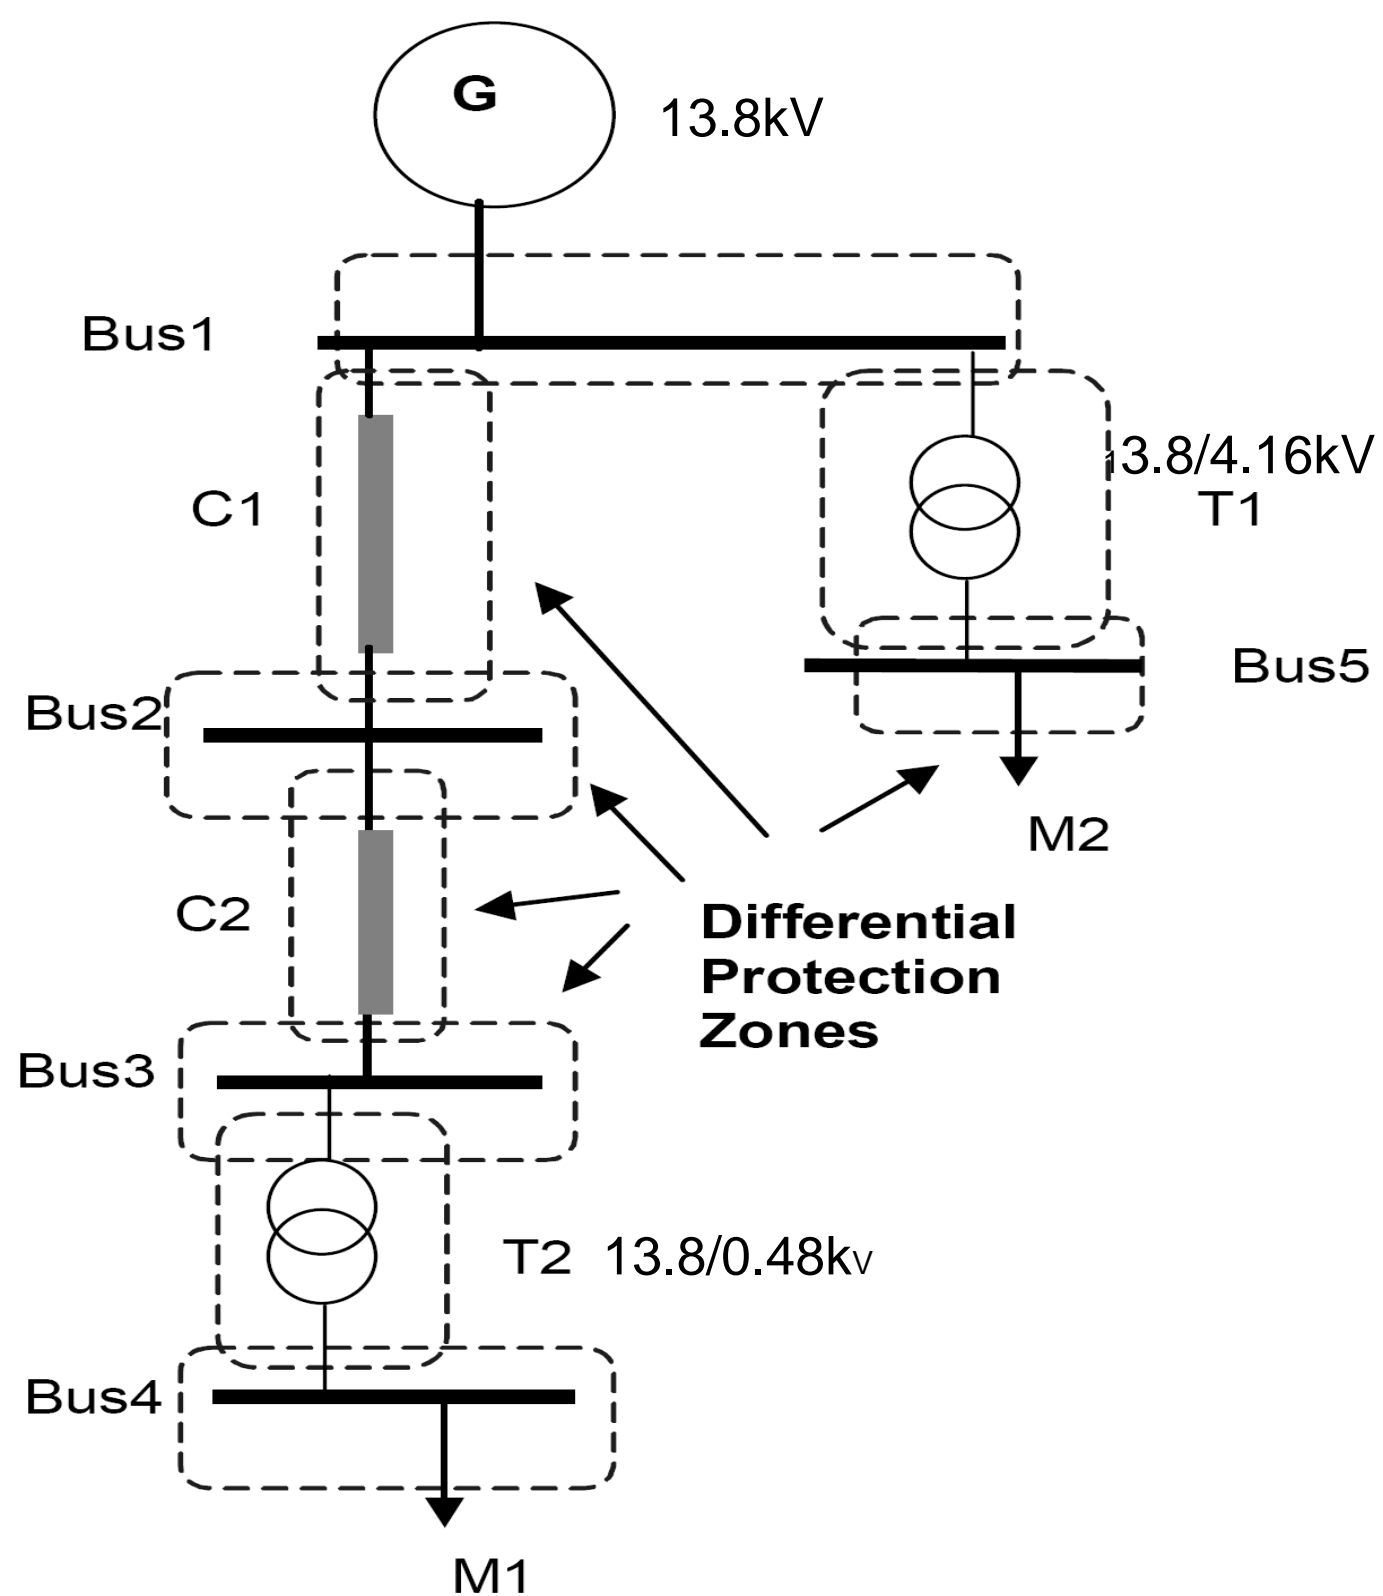 G
13.8kV
Bus1
13.8/4.16kV
C1
T1
Bus5
Bus2
M2
C2
Differential
Protection
Zones
Bus3
T2 13.8/0.48kV
Bus4
M1